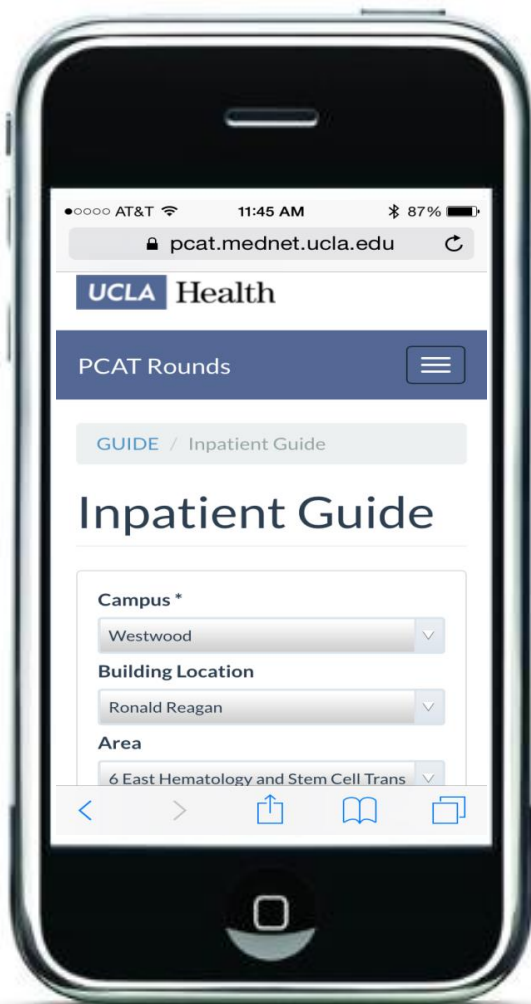 AT&T 11:45 AM 87%
pcat.mednet.ucla.edu
UCLA Health
PCAT Rounds
GUIDE / Inpatient Guide
Inpatient Guide
Campus *
Westwood
Building Location
Ronald Reagan
Area
6 East Hematology and Stem Cell Trans